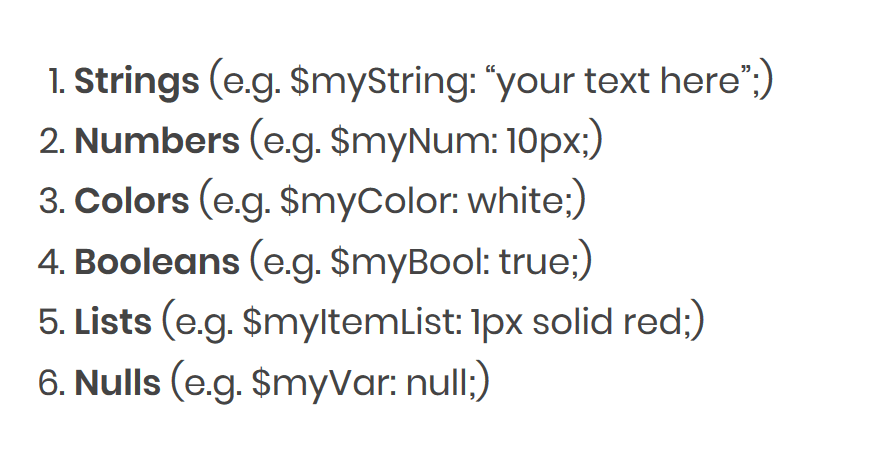 1. Strings (e.g. $myString: “your text here”;)
2. Numbers (e.g. $myNum: 10px;)
3. Colors (e.g. $myColor: white;)
4. Booleans (e.g. $myBool: true;)
5. Lists (e.g. $myItemList: 1px solid red;)
6. Nulls (e.g. $myVar: null;)